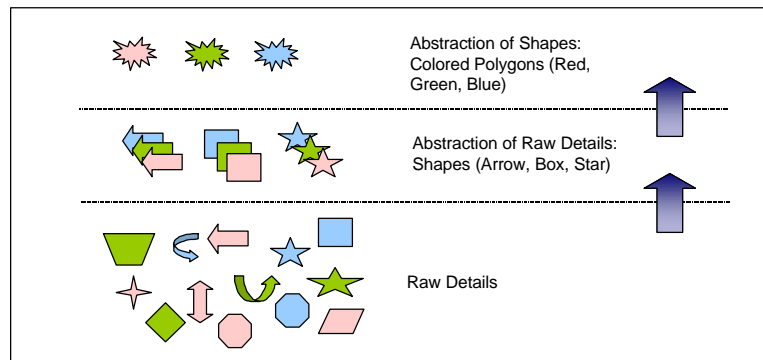 Abstraction of Shapes:
Colored Polygons (Red,
Green, Blue)
Abstraction of Raw Details:
Shapes (Arrow, Box, Star)
Raw Details